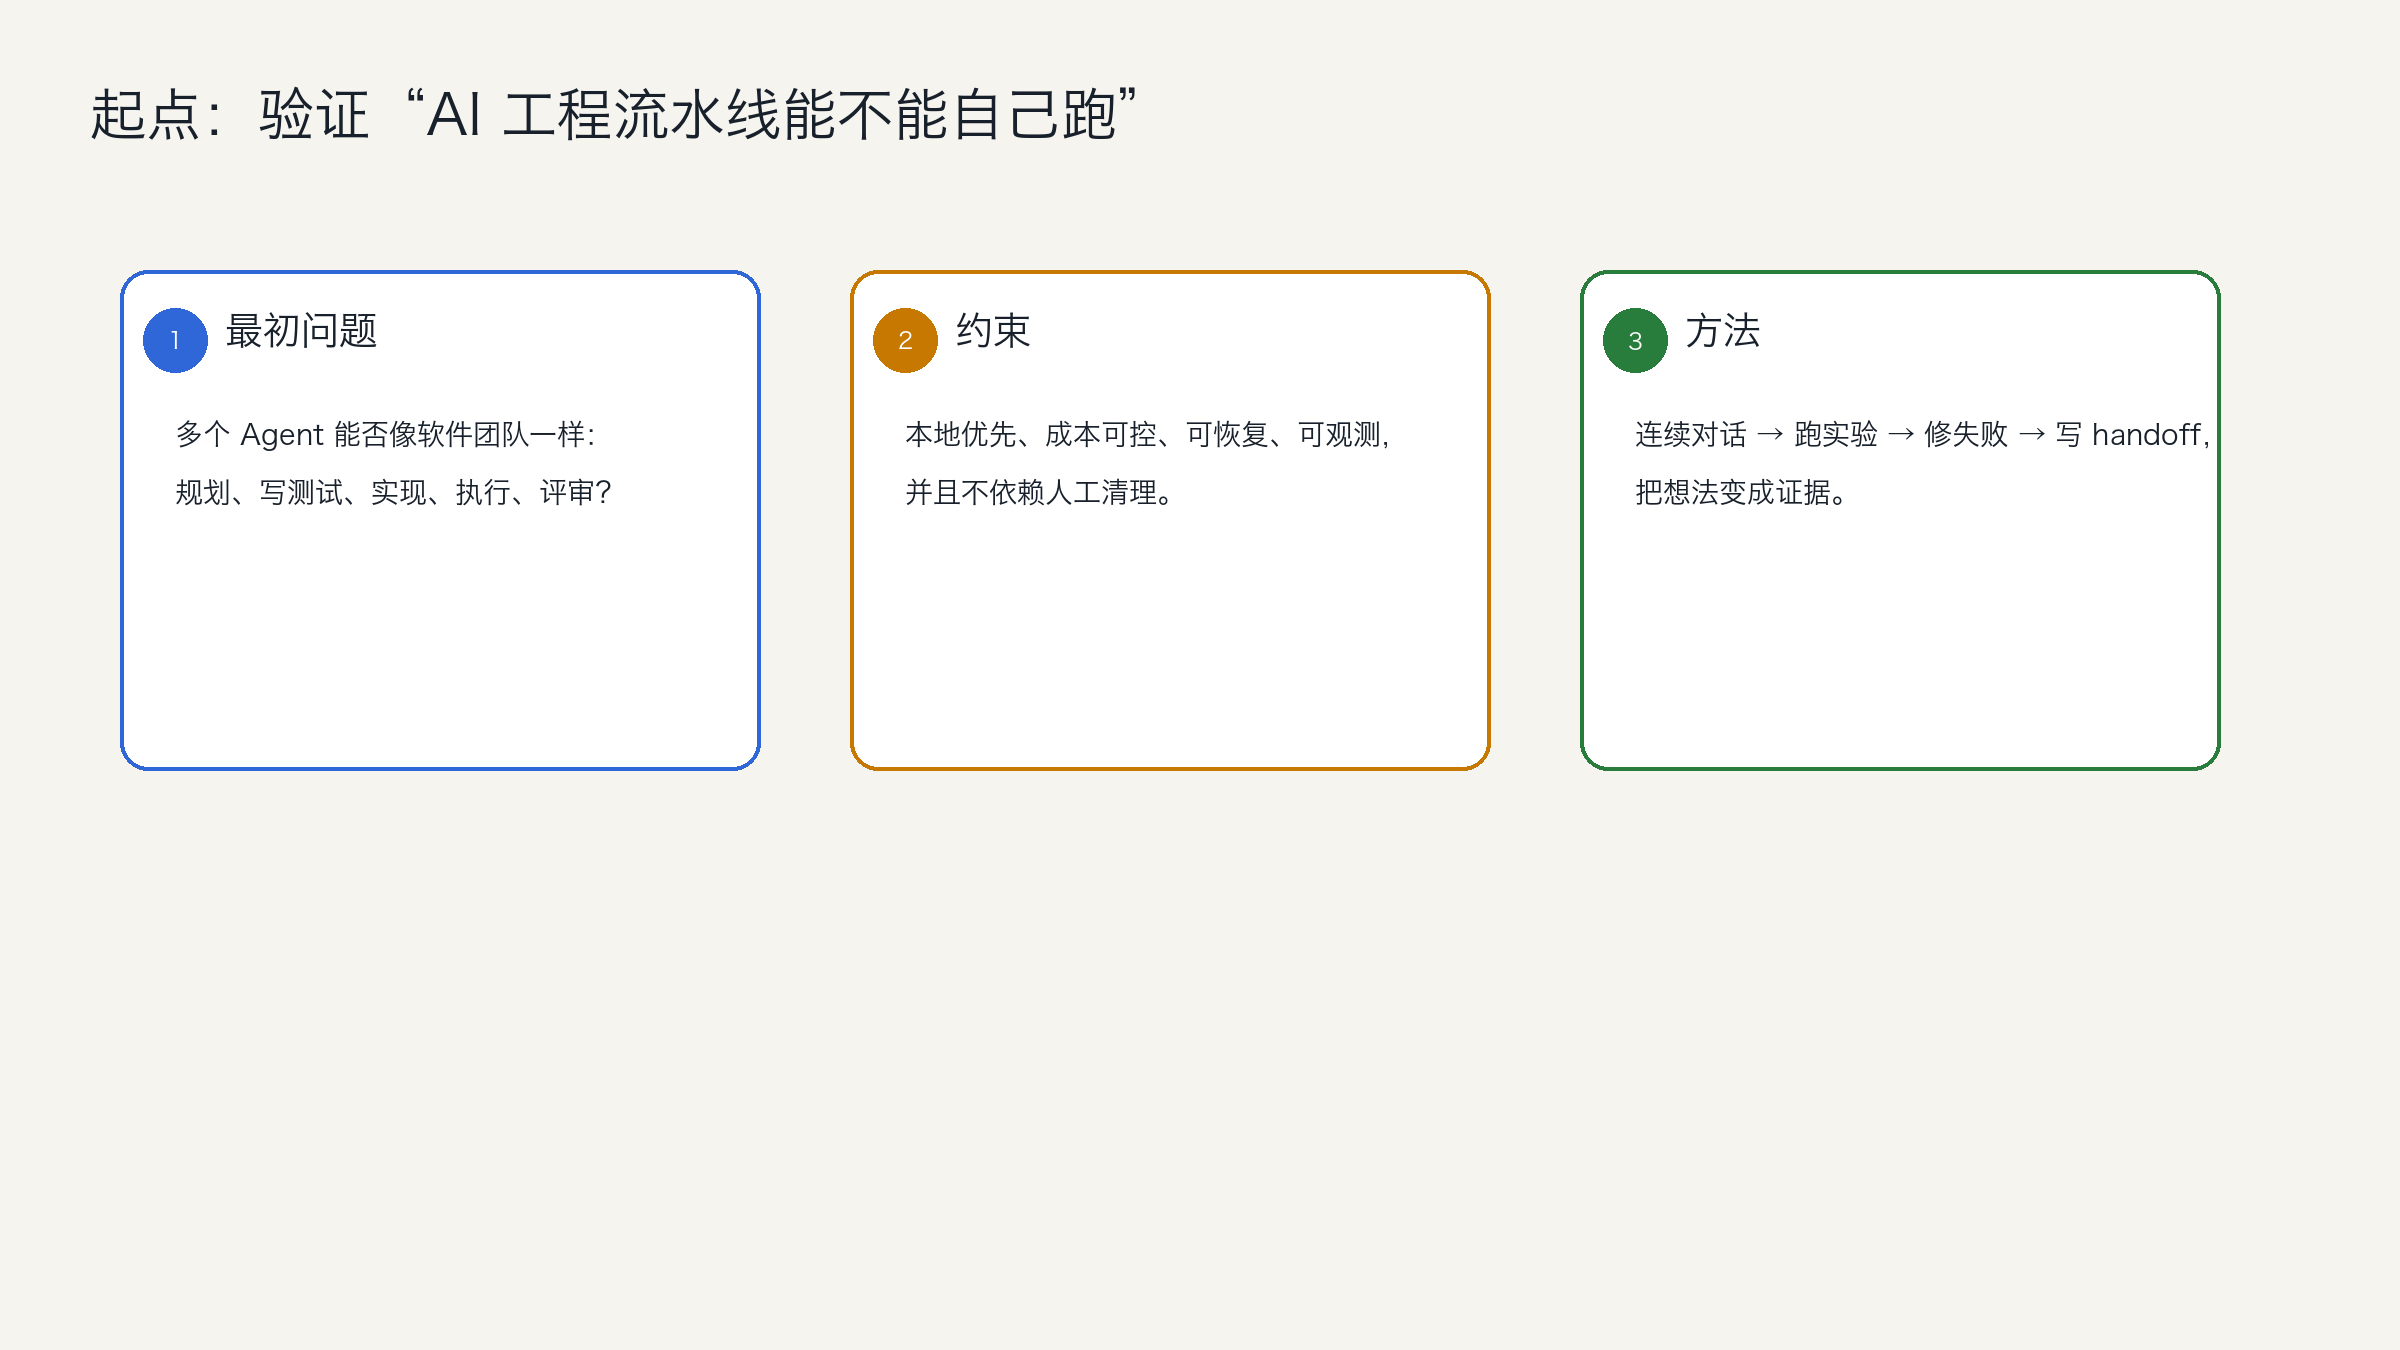 起点：验证“AI 工程流水线能不能自己跑”
1 最初问题
多个 Agent 能否像软件团队一样：
规划、写测试、实现、执行、评审？
2 约束
本地优先、成本可控、可恢复、可观测，
并且不依赖人工清理。
3 方法
连续对话 → 跑实验 → 修失败 → 写 handoff，
把想法变成证据。